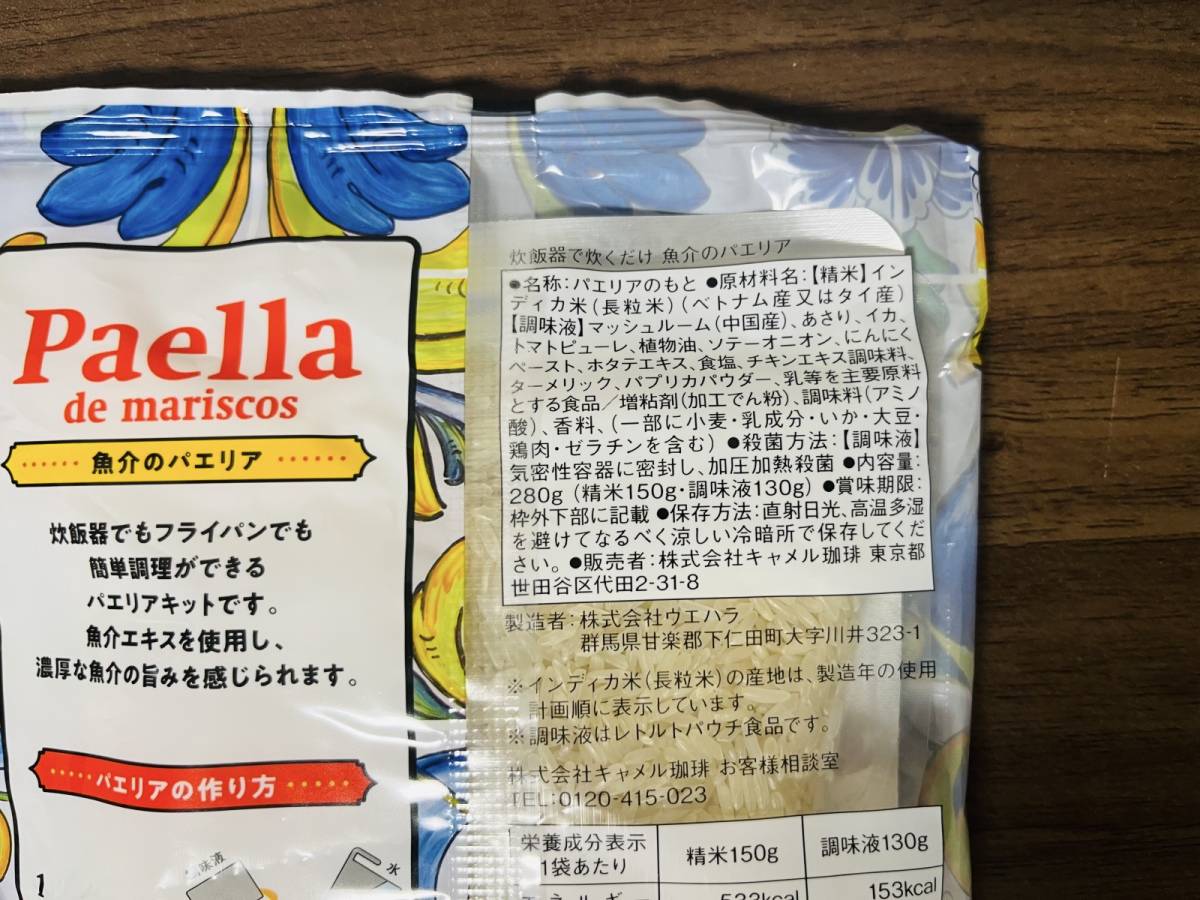 Paella
de mariscos
魚介のパエリア
炊飯器でもフライパンでも
簡単調理ができる
パエリアキットです。
魚介エキスを使用し、
濃厚な魚介の旨みを感じられます。
パエリアの作り方
味液
水
1
炊飯器で炊くだけ 魚介のパエリア
●名称:パエリアのもと ●原材料名:【精米】イン
ディカ米(長粒米)(ベトナム産又はタイ産)
【調味液】マッシュルーム(中国産)、あさり、イカ、
トマトピューレ、植物油、ソテーオニオン、にんにく
ペースト、ホタテエキス、食塩、チキンエキス調味料、
ターメリック、パプリカパウダー、乳等を主要原料
とする食品/増粘剤(加工でん粉)、調味料(アミノ
酸)、香料、(一部に小麦・乳成分・いか・大豆・
鶏肉・ゼラチンを含む) ●殺菌方法:【調味液】
気密性容器に密封し、加圧加熱殺菌 ●内容量:
280g (精米150g・調味液130g) ●賞味期限:
枠外下部に記載 ●保存方法:直射日光、高温多湿
を避けてなるべく涼しい冷暗所で保存してくだ
さい。●販売者:株式会社キャメル珈琲 東京都
世田谷区代田2-31-8
製造者:株式会社ウエハラ
群馬県甘楽郡下仁田町大字川井323-1
※インディカ米(長粒米)の産地は、製造年の使用
計画順に表示しています。
※調味液はレトルトパウチ食品です。
株式会社キャメル珈琲 お客様相談室
TEL:0120-415-023
栄養成分表示
1袋あたり
精米150g
調味液130g
153kcal